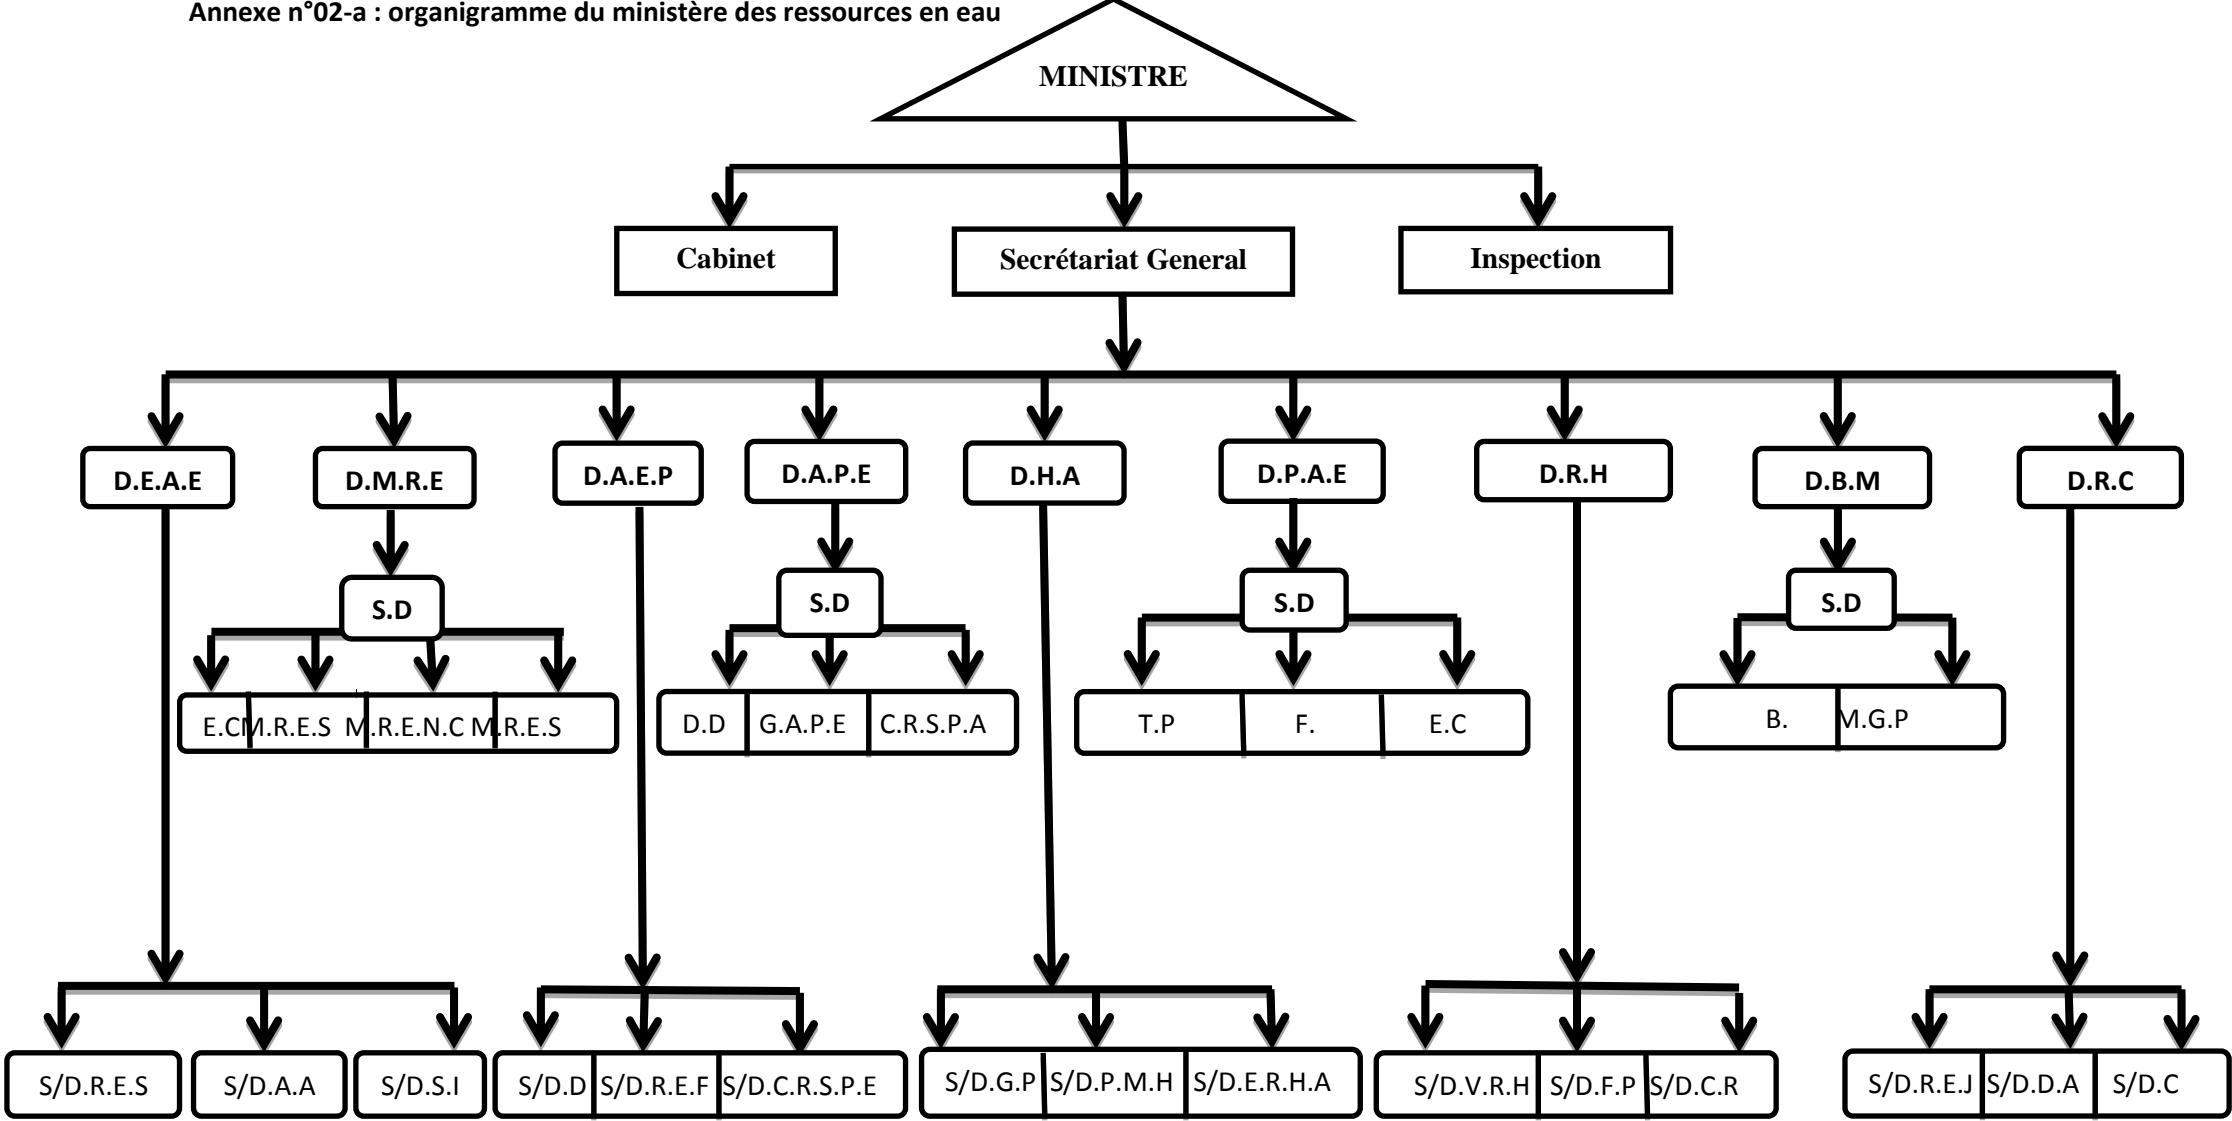 Annexe n°02-a : organigramme du ministère des ressources en eau
MINISTRE
Cabinet
Secrétariat General
Inspection
D.E.A.E
D.M.R.E
D.A.E.P
D.A.P.E
D.H.A
D.P.A.E
D.R.H
D.B.M
D.R.C
S.D
S.D
S.D
S.D
E.C M.R.E.S M.R.E.N.C M.R.E.S
D.D G.A.P.E C.R.S.P.A
T.P F. E.C
B. M.G.P
S/D.R.E.S
S/D.A.A
S/D.S.I
S/D.D S/D.R.E.F S/D.C.R.S.P.E
S/D.G.P S/D.P.M.H S/D.E.R.H.A
S/D.V.R.H S/D.F.P S/D.C.R
S/D.R.E.J S/D.D.A S/D.C